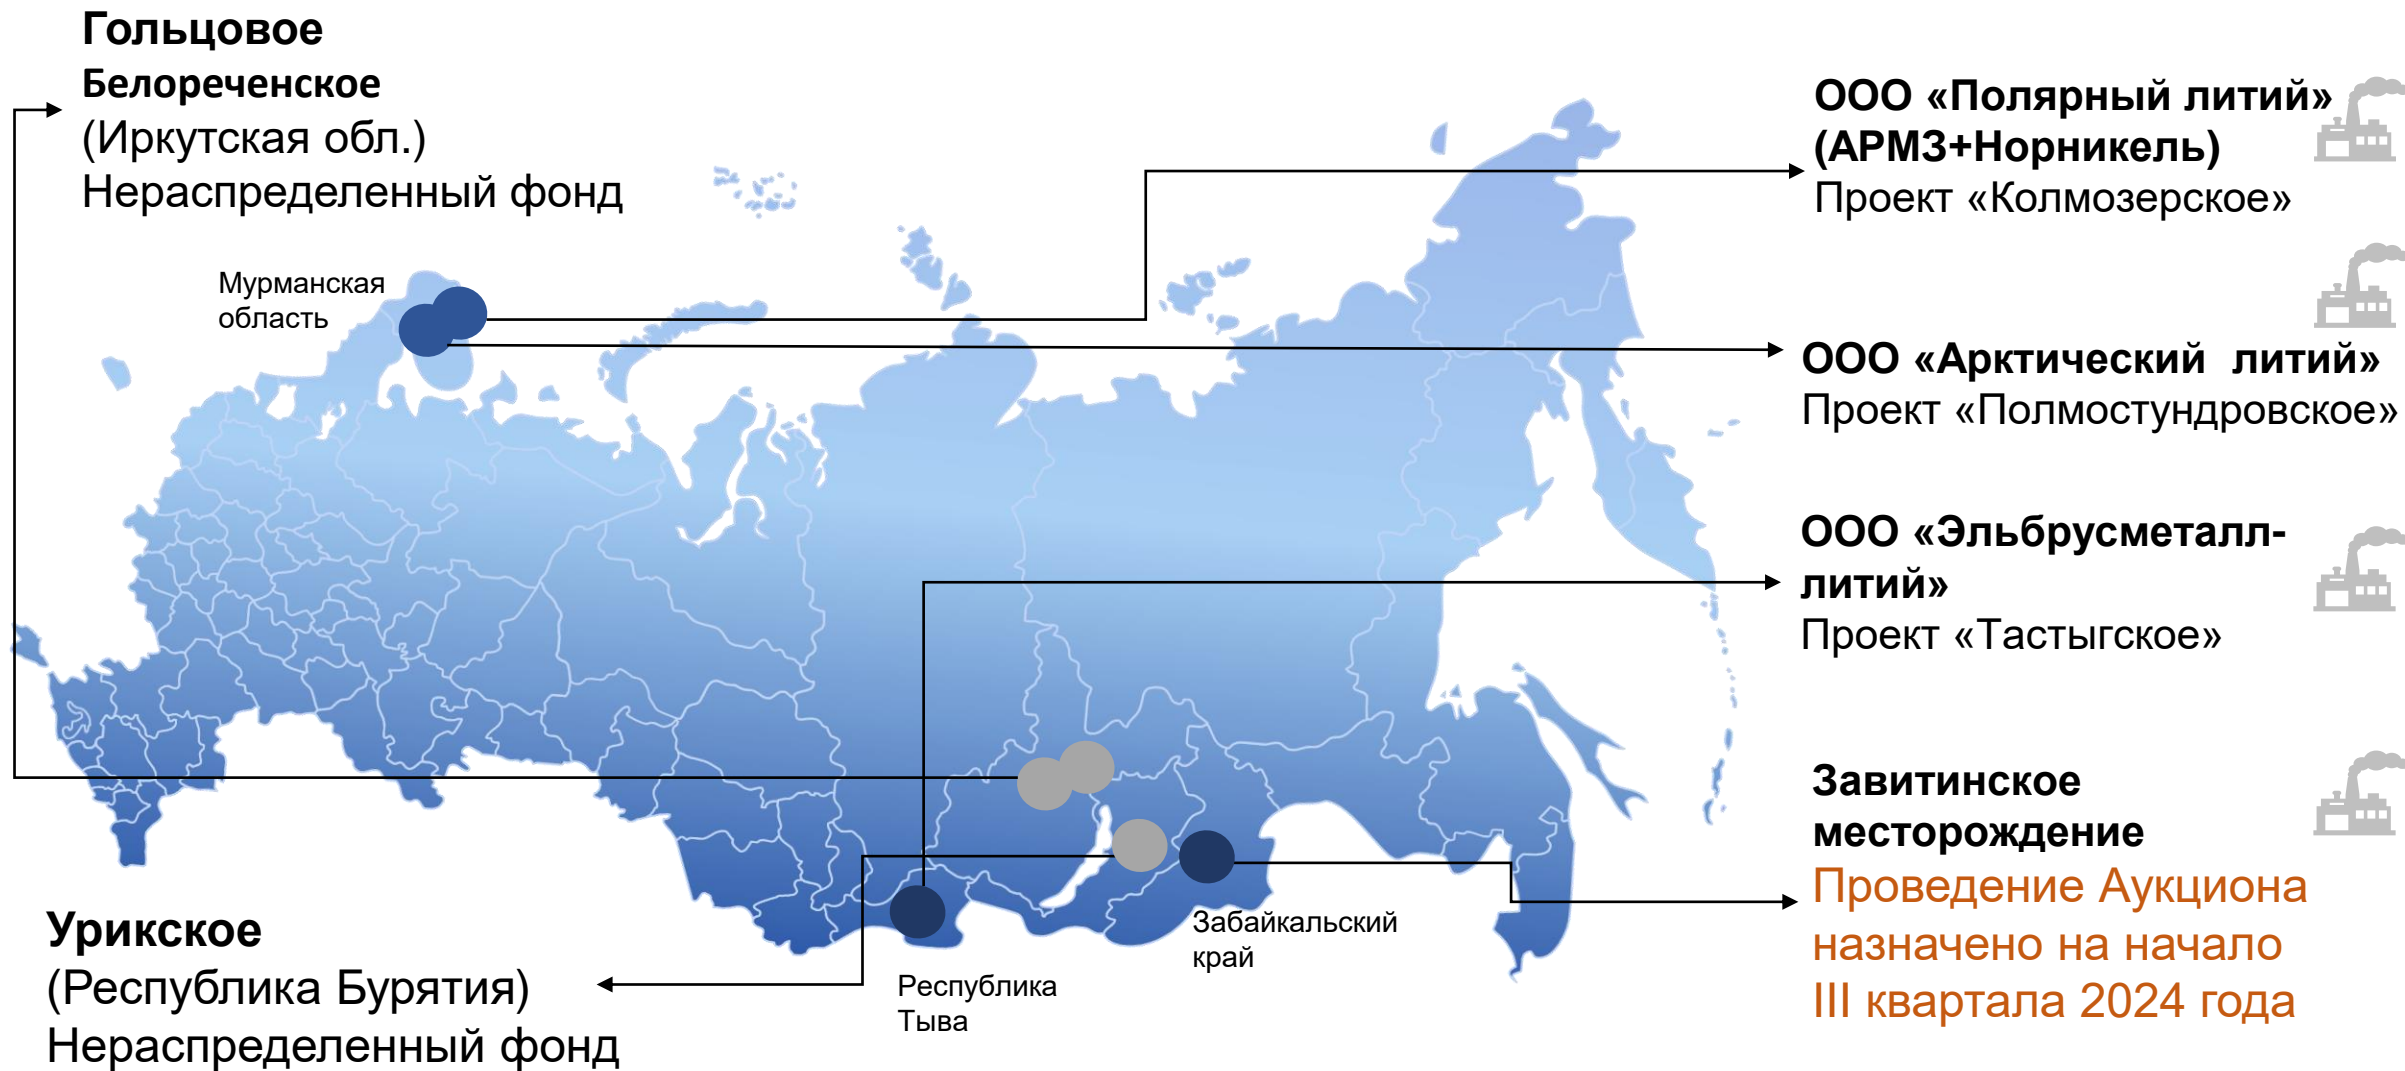 Гольцовое
Белореченское
(Иркутская обл.)
Нераспределенный фонд
ООО «Полярный литий»
(АРМЗ+Норникель)
Проект «Колмозерское»
Мурманская
область
ООО «Арктический литий»
Проект «Полмостундровское»
ООО «Эльбрусметалл-
литий»
Проект «Тастыгское»
Завитинское
месторождение
Проведение Аукциона
назначено на начало
III квартала 2024 года
Забайкальский
край
Республика
Тыва
Урикское
(Республика Бурятия)
Нераспределенный фонд